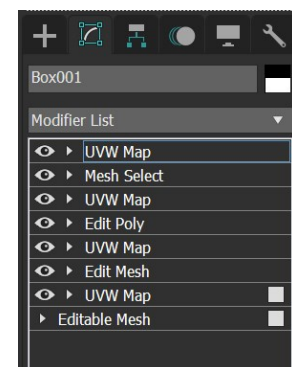 Box001
Modifier List
UVW Map
Mesh Select
UVW Map
Edit Poly
UVW Map
Edit Mesh
UVW Map
Editable Mesh